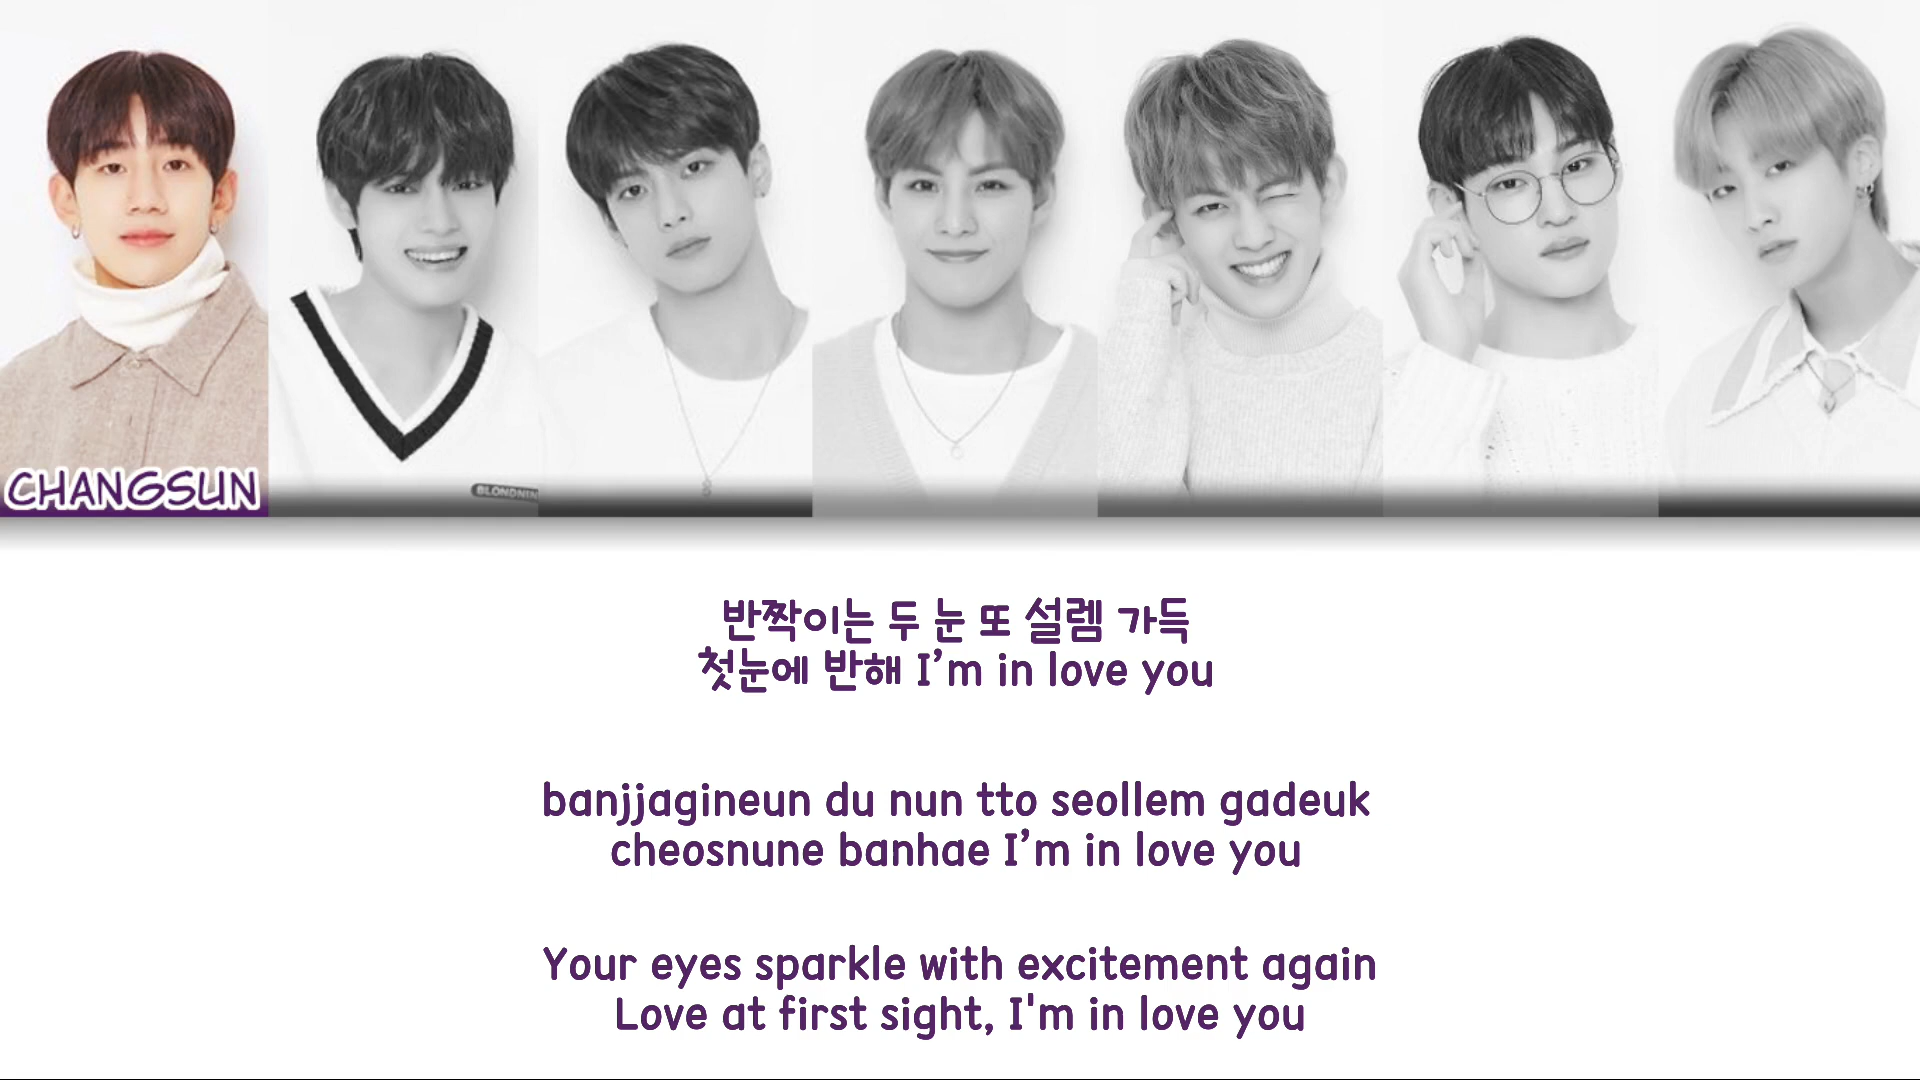 BLONDNIN
CHANGSUN
반짝이는 두 눈 또 설렘 가득
첫눈에 반해 I’m in love you
banjjagineun du nun tto seollem gadeuk
cheosnune banhae I’m in love you
Your eyes sparkle with excitement again
Love at first sight, I'm in love you